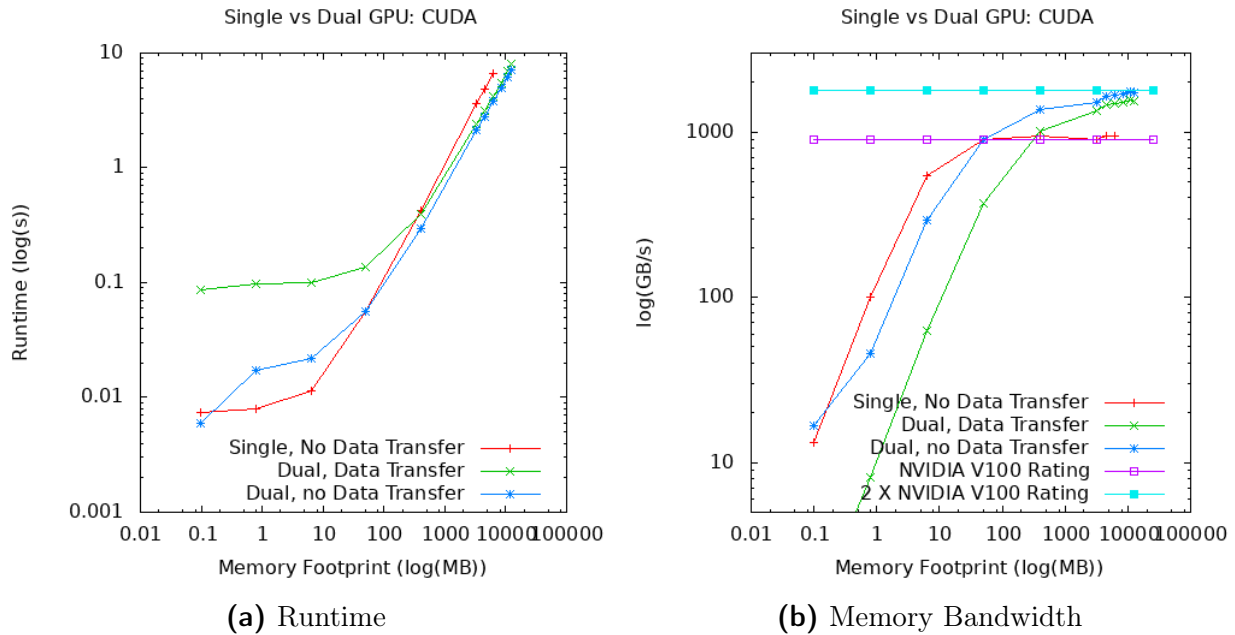 Single vs Dual GPU: CUDA
10
1
0.1
0.01
0.001
Runtime (log(s))
Single, No Data Transfer
Dual, Data Transfer
Dual, no Data Transfer
0.01 0.1 1 10 100 1000 10000 100000
Memory Footprint (log(MB))
(a) Runtime
Single vs Dual GPU: CUDA
1000
100
10
log(GB/s)
Single, No Data Transfer
Dual, Data Transfer
Dual, no Data Transfer
NVIDIA V100 Rating
2 X NVIDIA V100 Rating
0.01 0.1 1 10 100 1000 10000 100000
Memory Footprint (log(MB))
(b) Memory Bandwidth